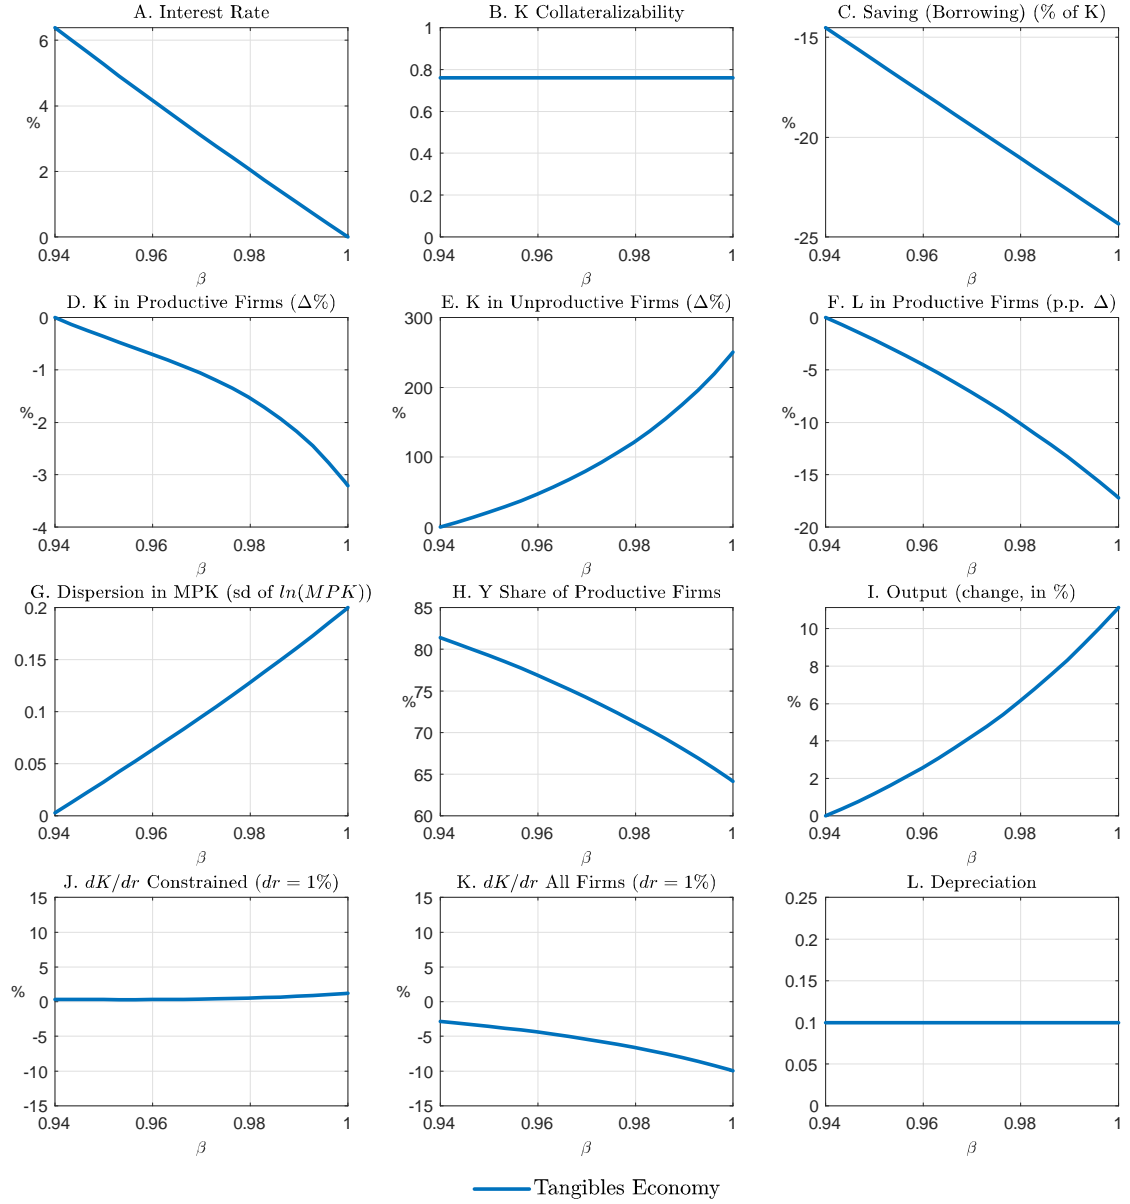 A. Interest Rate
6
4
%
2
0
0.94 0.96 0.98 1
β
B. K Collateralizability
1
0.8
0.6
0.4
0.2
0
0.94 0.96 0.98 1
β
C. Saving (Borrowing) (% of K)
-15
%
-20
-25
0.94 0.96 0.98 1
β
D. K in Productive Firms (Δ%)
0
-1
%
-2
-3
-4
0.94 0.96 0.98 1
β
E. K in Unproductive Firms (Δ%)
300
200
%
100
0
0.94 0.96 0.98 1
β
F. L in Productive Firms (p.p. Δ)
0
-5
%
-10
-15
-20
0.94 0.96 0.98 1
β
G. Dispersion in MPK (sd of ln(MPK))
0.2
0.15
0.1
0.05
0
0.94 0.96 0.98 1
β
H. Y Share of Productive Firms
85
80
75
%
70
65
60
0.94 0.96 0.98 1
β
I. Output (change, in %)
10
8
%
6
4
2
0
0.94 0.96 0.98 1
β
J. dK/dr Constrained (dr = 1%)
15
10
5
%
0
-5
-10
-15
0.94 0.96 0.98 1
β
K. dK/dr All Firms (dr = 1%)
15
10
5
%
0
-5
-10
-15
0.94 0.96 0.98 1
β
L. Depreciation
0.25
0.2
0.15
0.1
0.05
0
0.94 0.96 0.98 1
β
Tangibles Economy